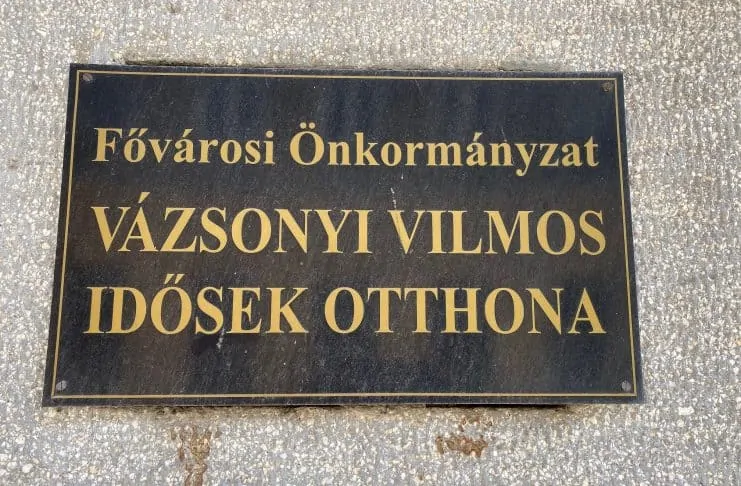 Fővárosi Önkormányzat
VÁZSONYI VILMOS
IDŐSEK OTTHONA